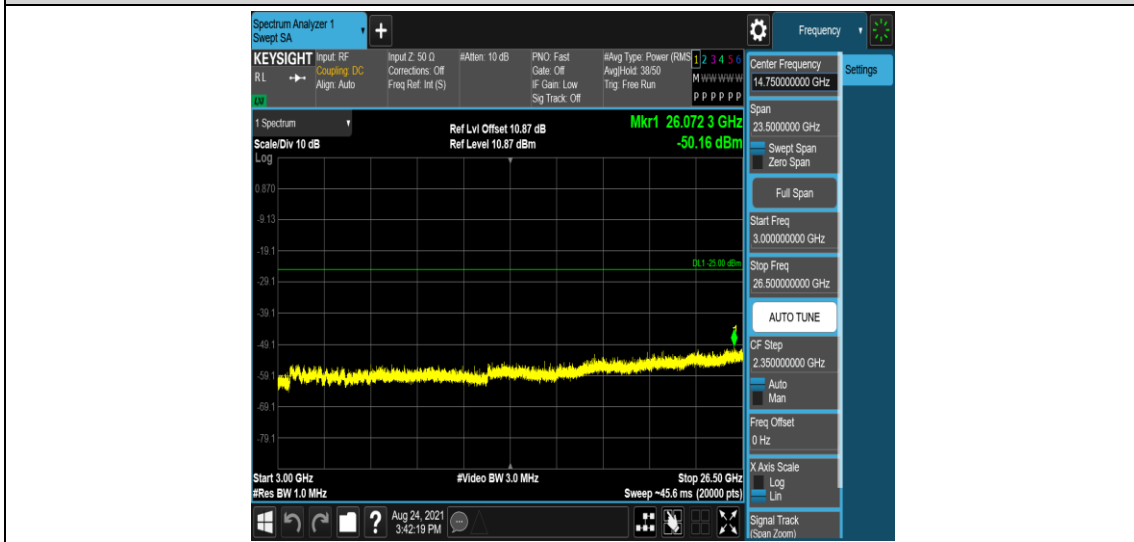 Spectrum Analyzer 1
Swept SA
+
Frequency
KEYSIGHT
RL
LXI
Input: RF
Coupling: DC
Align: Auto
Input Z: 50 Ω
Corrections: Off
Freq Ref: Int (S)
#Atten: 10 dB
PNO: Fast
Gate: Off
IF Gain: Low
Sig Track: Off
#Avg Type: Power (RMS
Avg|Hold: 38/50
Trig: Free Run
1 2 3 4 5 6
M W W W W W
P P P P P P
Center Frequency
14.750000000 GHz
Settings
1 Spectrum
Scale/Div 10 dB
Ref Lvl Offset 10.87 dB
Ref Level 10.87 dBm
Mkr1 26.072 3 GHz
-50.16 dBm
Span
23.5000000 GHz
Swept Span
Zero Span
Full Span
Start Freq
3.000000000 GHz
Stop Freq
26.500000000 GHz
AUTO TUNE
CF Step
2.350000000 GHz
Auto
Man
Freq Offset
0 Hz
X Axis Scale
Log
Lin
Signal Track
(Span Zoom)
Log
0.870
-9.13
-19.1
DL1 -25.00 dBm
-29.1
-39.1
1
-49.1
-59.1
-69.1
-79.1
Start 3.00 GHz
#Video BW 3.0 MHz
Stop 26.50 GHz
#Res BW 1.0 MHz
Sweep ~45.6 ms (20000 pts)
?
Aug 24, 2021
3:42:19 PM